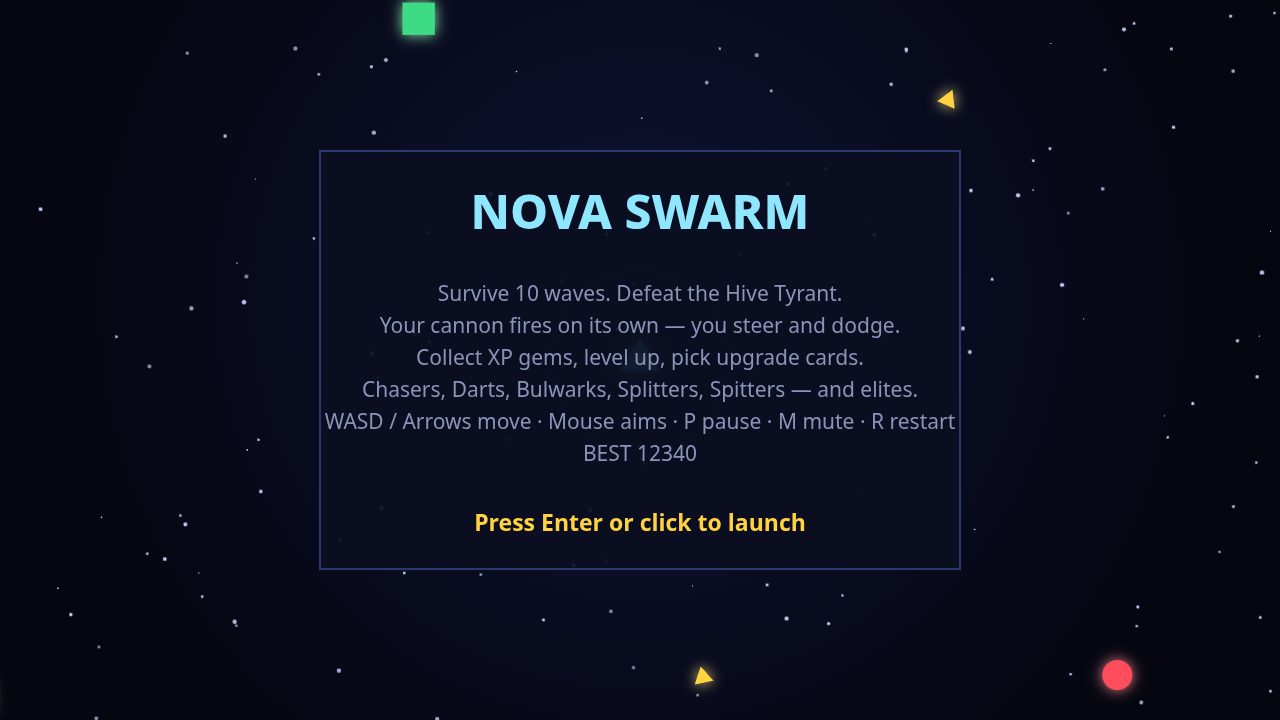 NOVA SWARM
Survive 10 waves. Defeat the Hive Tyrant.
Your cannon fires on its own — you steer and dodge.
Collect XP gems, level up, pick upgrade cards.
Chasers, Darts, Bulwarks, Splitters, Spitters — and elites.
WASD / Arrows move · Mouse aims · P pause · M mute · R restart
BEST 12340
Press Enter or click to launch